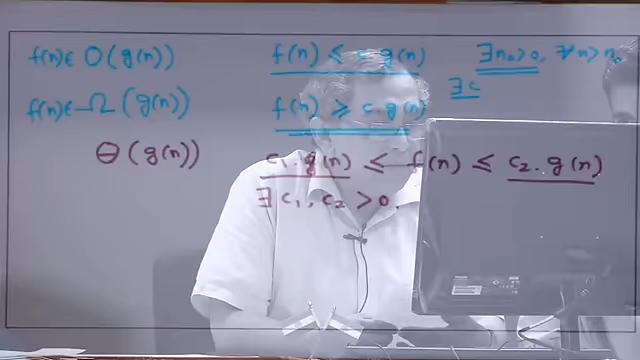 f(n) ∈ O(g(n)) f(n) ≤ c·g(n) ∃ n₀>0, ∀ n>n₀
∃ c
f(n) ∈ Ω(g(n)) f(n) ≥ c·g(n)
Θ(g(n)) c₁·g(n) ≤ f(n) ≤ c₂·g(n)
∃ c₁, c₂ > 0